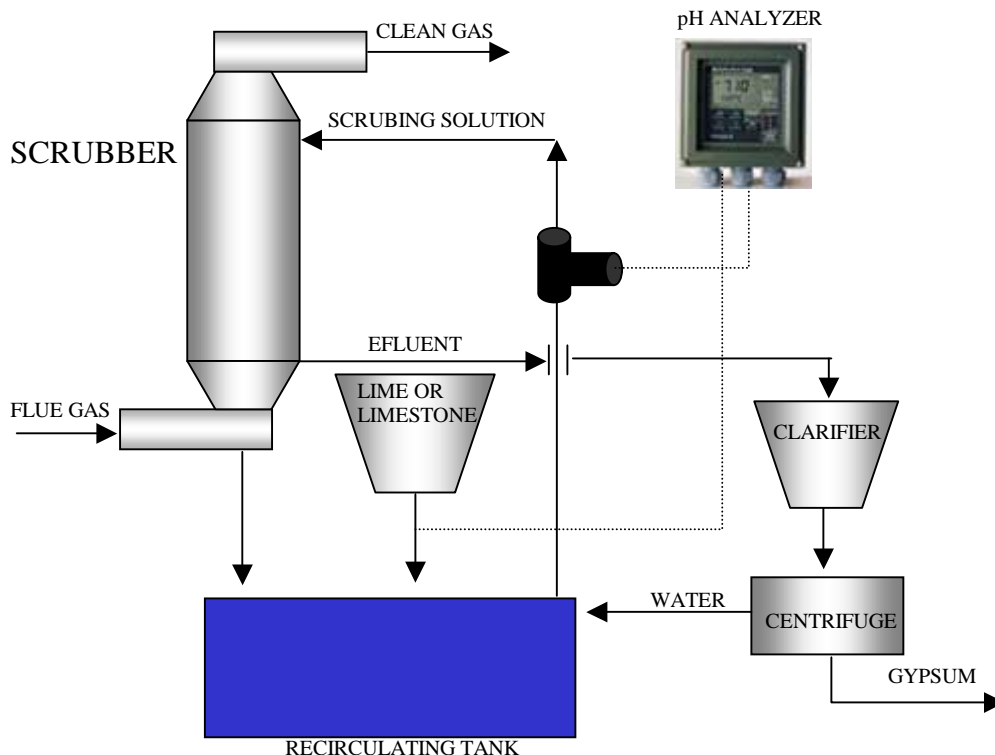 pH ANALYZER
CLEAN GAS
SCRUBING SOLUTION
SCRUBBER
EFLUENT
LIME OR
LIMESTONE
FLUE GAS
CLARIFIER
WATER
CENTRIFUGE
GYPSUM
RECIRCULATING TANK